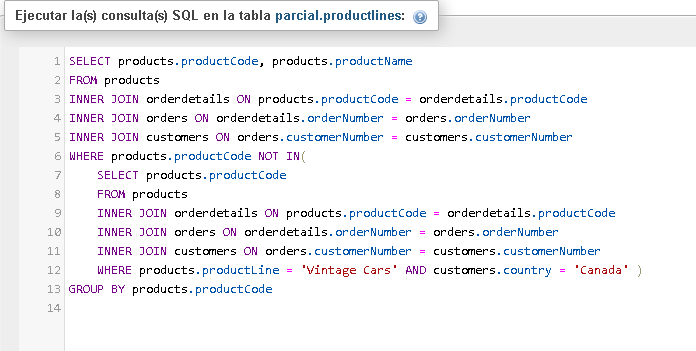 Ejecutar la(s) consulta(s) SQL en la tabla parcial.productlines:
1 SELECT products.productCode, products.productName
2 FROM products
3 INNER JOIN orderdetails ON products.productCode = orderdetails.productCode
4 INNER JOIN orders ON orderdetails.orderNumber = orders.orderNumber
5 INNER JOIN customers ON orders.customerNumber = customers.customerNumber
6 WHERE products.productCode NOT IN(
7 SELECT products.productCode
8 FROM products
9 INNER JOIN orderdetails ON products.productCode = orderdetails.productCode
10 INNER JOIN orders ON orderdetails.orderNumber = orders.orderNumber
11 INNER JOIN customers ON orders.customerNumber = customers.customerNumber
12 WHERE products.productLine = 'Vintage Cars' AND customers.country = 'Canada' )
13 GROUP BY products.productCode
14